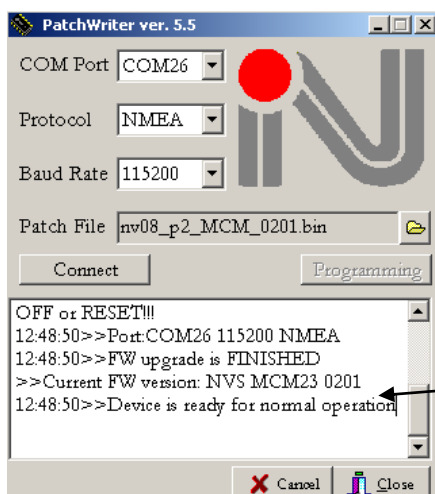 PatchWriter ver. 5.5
COM Port COM26
Protocol NMEA
Baud Rate 115200
Patch File nv08_p2_MCM_0201.bin
Connect Programming
OFF or RESET!!!
12:48:50>>Port:COM26 115200 NMEA
12:48:50>>FW upgrade is FINISHED
>>Current FW version: NVS MCM23 0201
12:48:50>>Device is ready for normal operation
Cancel Close